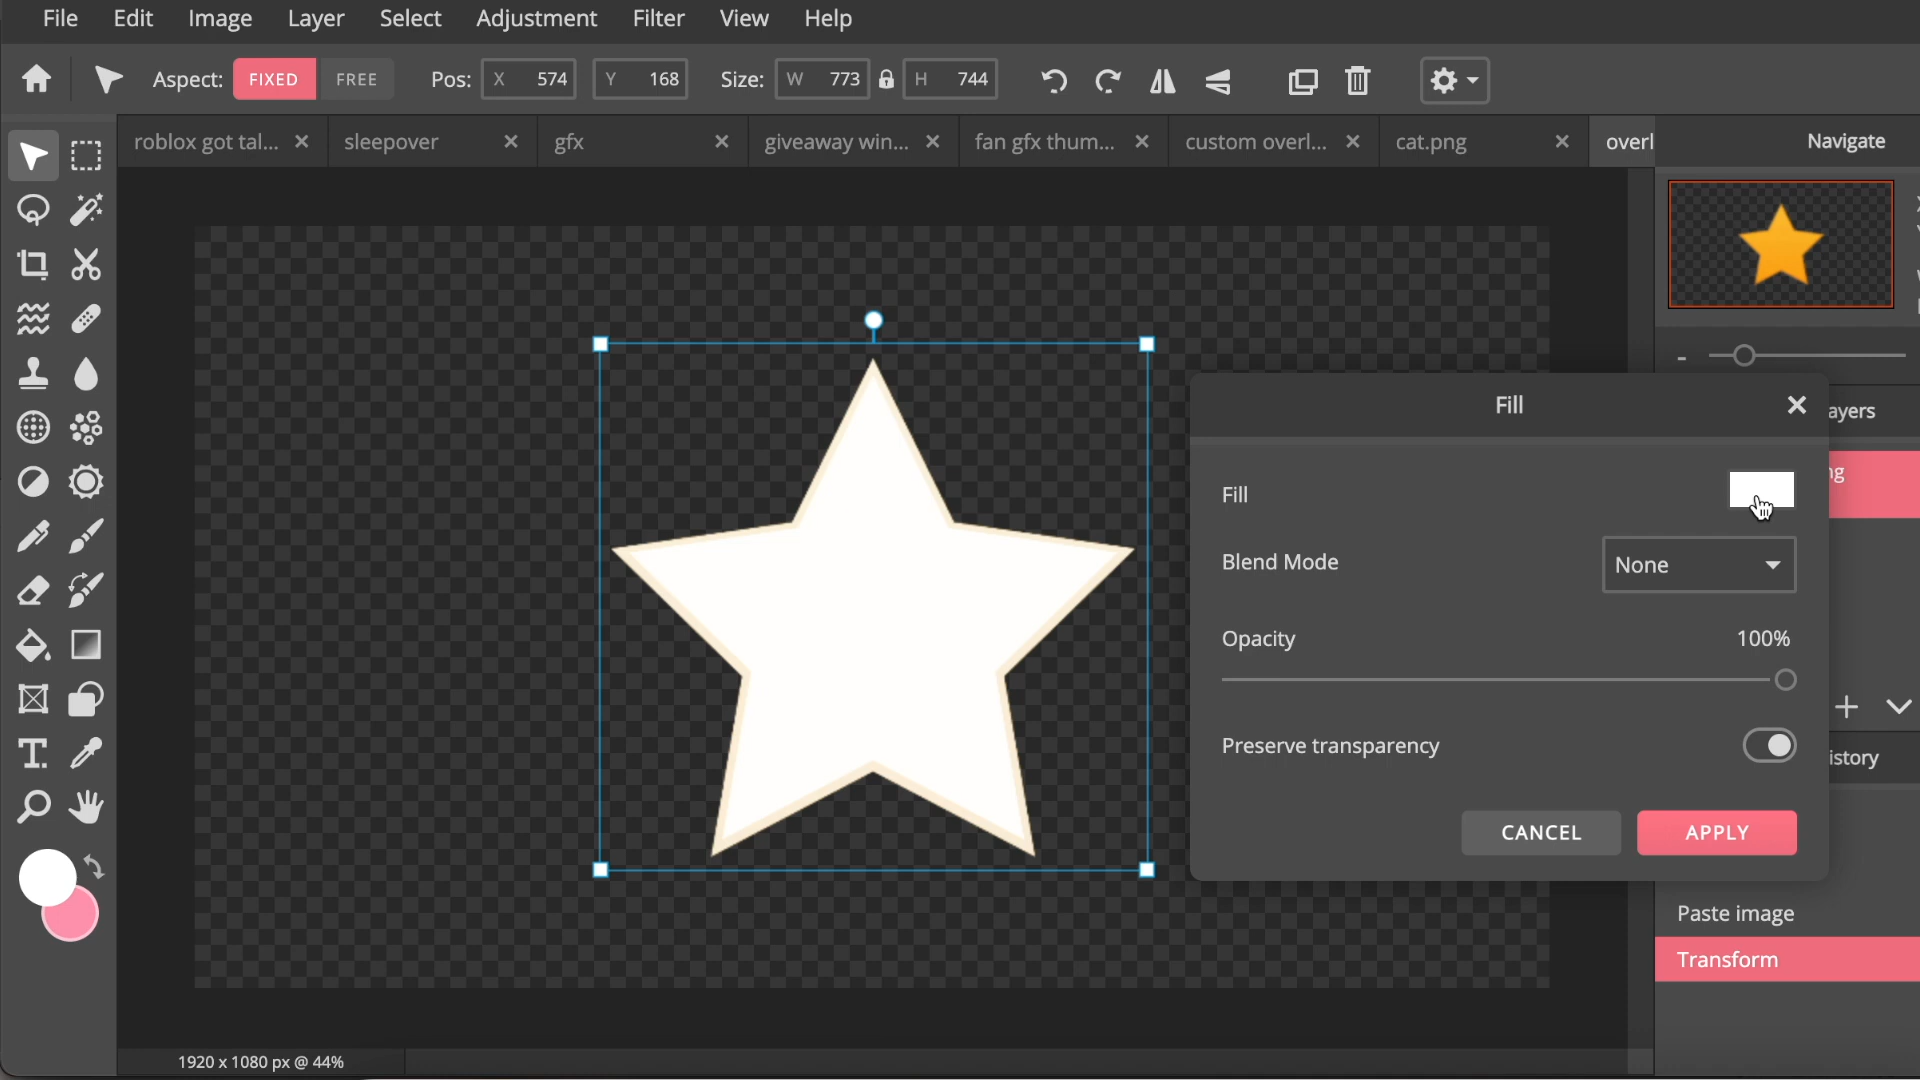 File Edit Image Layer Select Adjustment Filter View Help
Aspect: FIXED FREE Pos: X 574 Y 168 Size: W 773 H 744
roblox got tal... sleepover gfx giveaway win... fan gfx thum... custom overl... cat.png overl
Navigate
Fill
ayers
Fill
ng
Blend Mode None
Opacity 100%
Preserve transparency
istory
CANCEL APPLY
Paste image
Transform
1920 x 1080 px @ 44%